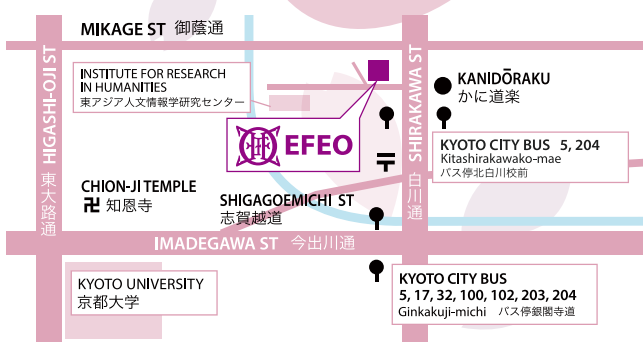 MIKAGE ST 御蔭通
HIGASHI-OJI ST 東大路通
INSTITUTE FOR RESEARCH
IN HUMANITIES
東アジア人文情報学研究センター
EFEO
SHIRAKAWA ST 白川通
KANIDŌRAKU
かに道楽
KYOTO CITY BUS 5, 204
Kitashirakawako-mae
バス停北白川校前
CHION-JI TEMPLE
卍 知恩寺
SHIGAGOEMICHI ST
志賀越道
IMADEGAWA ST 今出川通
KYOTO UNIVERSITY
京都大学
KYOTO CITY BUS
5, 17, 32, 100, 102, 203, 204
Ginkakuji-michi バス停銀閣寺道